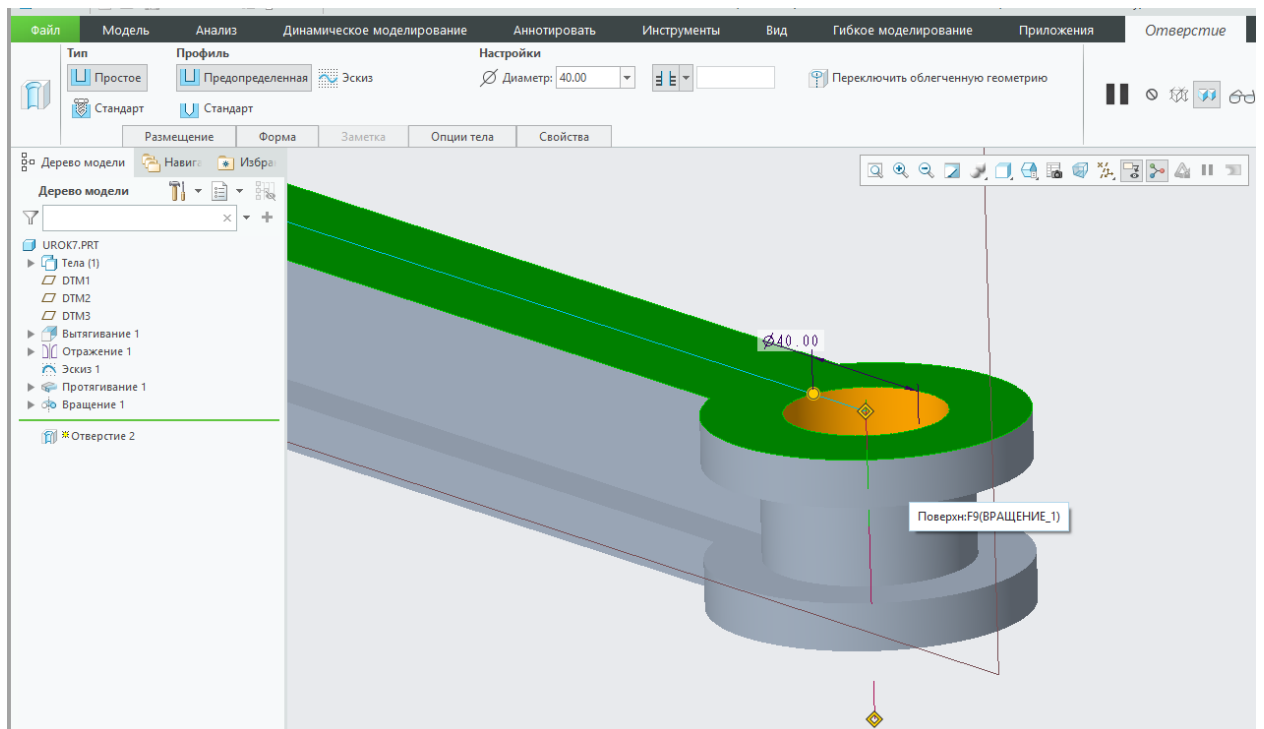 Файл Модель Анализ Динамическое моделирование Аннотировать Инструменты Вид Гибкое моделирование Приложения Отверстие
Тип Профиль Настройки
Простое Предопределенная Эскиз Диаметр: 40.00 Переключить облегченную геометрию
Стандарт Стандарт
Размещение Форма Заметка Опции тела Свойства
Дерево модели Навига Избра
Дерево модели
UROK7.PRT
Тела (1)
DTM1
DTM2
DTM3
Вытягивание 1
Отражение 1
Эскиз 1
Протягивание 1
Вращение 1
Отверстие 2
Ø40.00
Поверхн:F9(ВРАЩЕНИЕ_1)